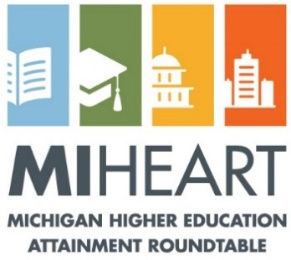 MIHEART
MICHIGAN HIGHER EDUCATION
ATTAINMENT ROUNDTABLE